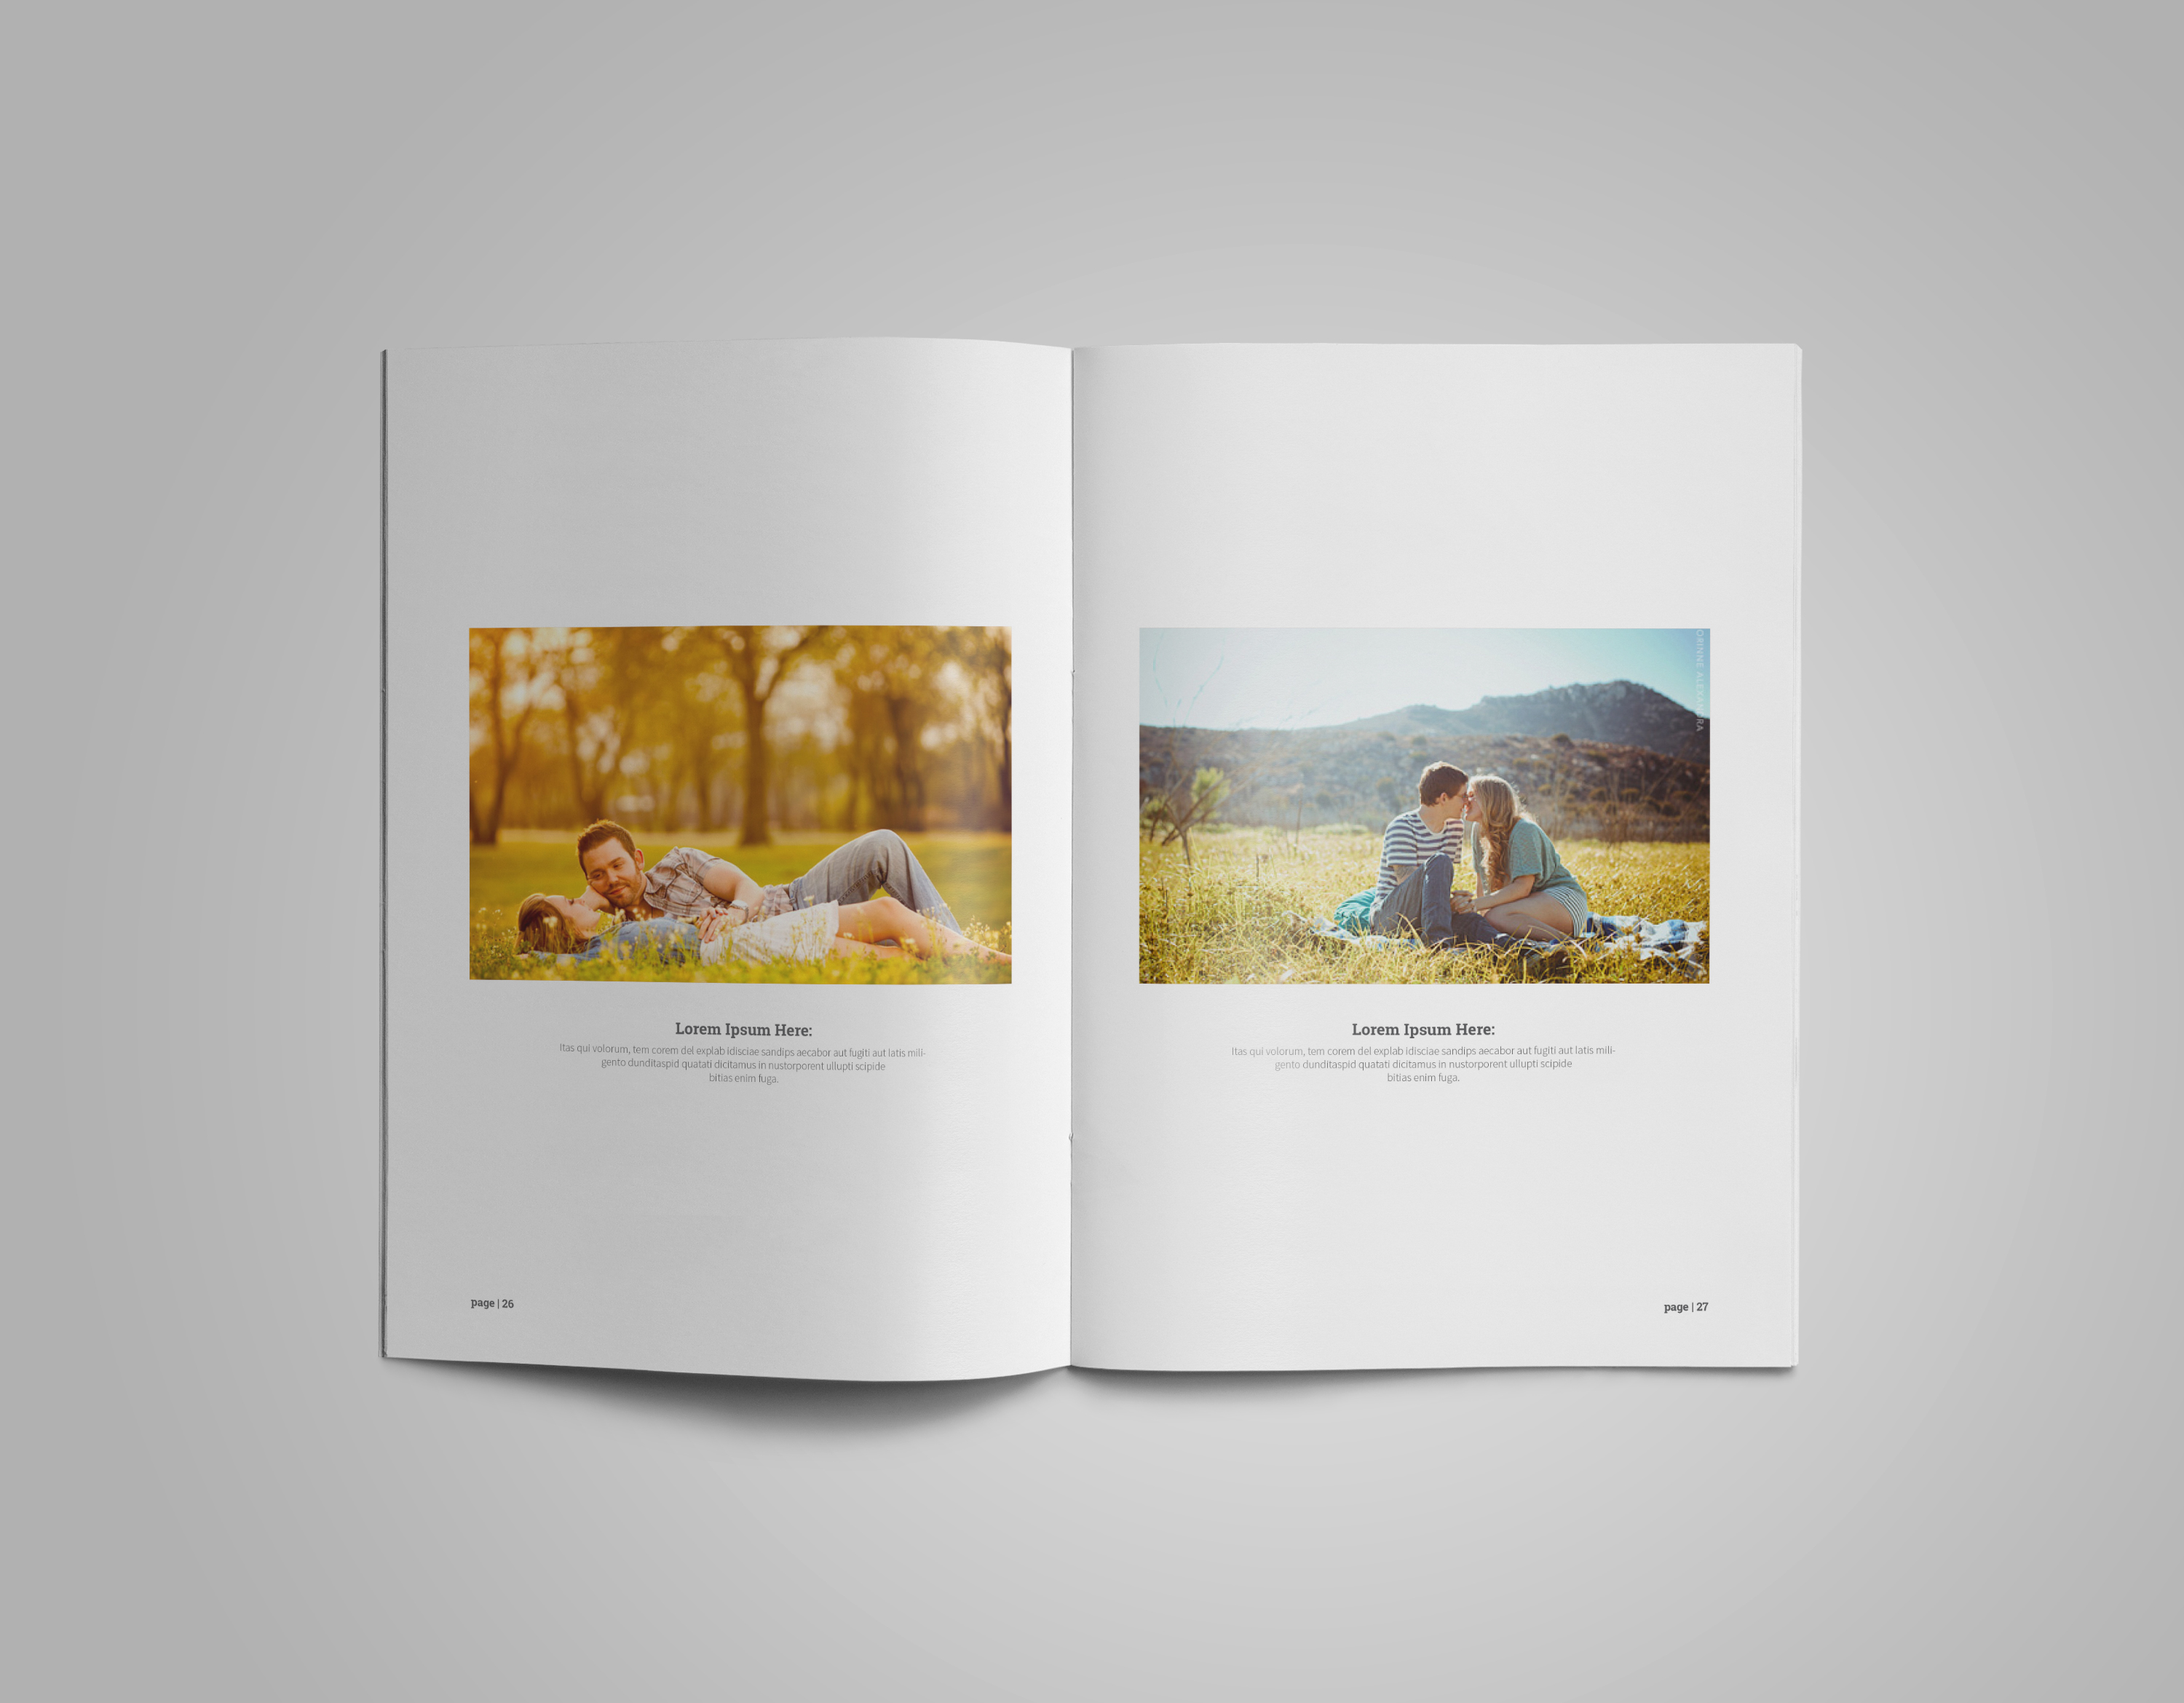 ORINNE ALEXANDRA
Lorem Ipsum Here:
Itas qui volorum, tem corem del explab idisciae sandips aecabor aut fugiti aut latis mili-
gento dunditaspid quatati dicitamus in nustorporent ullupti scipide
bitias enim fuga.
page | 26
Lorem Ipsum Here:
Itas qui volorum, tem corem del explab idisciae sandips aecabor aut fugiti aut latis mili-
gento dunditaspid quatati dicitamus in nustorporent ullupti scipide
bitias enim fuga.
page | 27